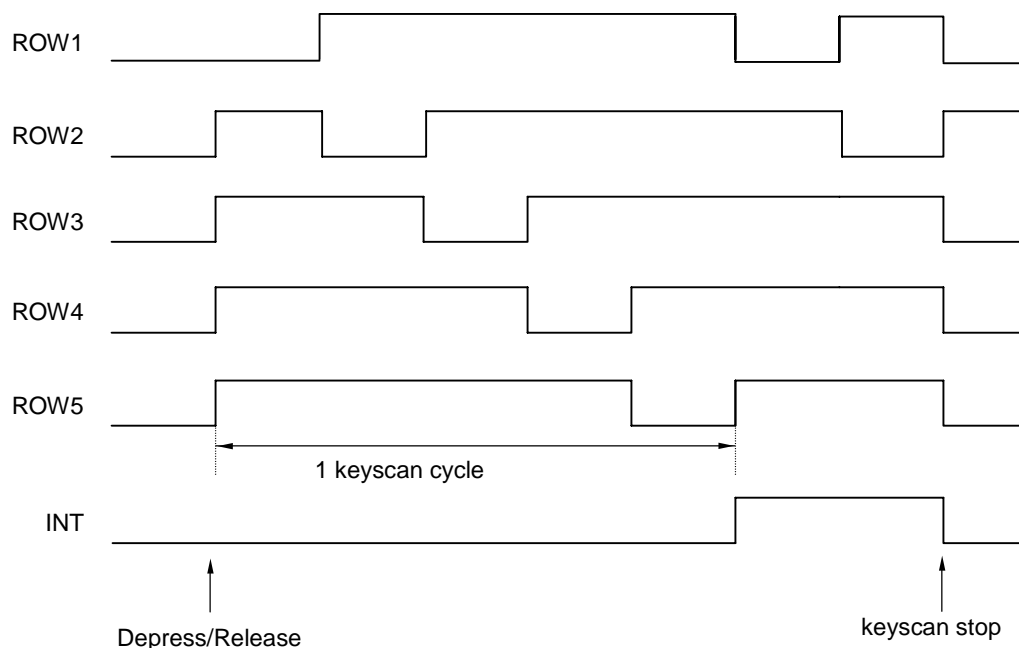 ROW1
ROW2
ROW3
ROW4
ROW5
1 keyscan cycle
INT
Depress/Release
keyscan stop